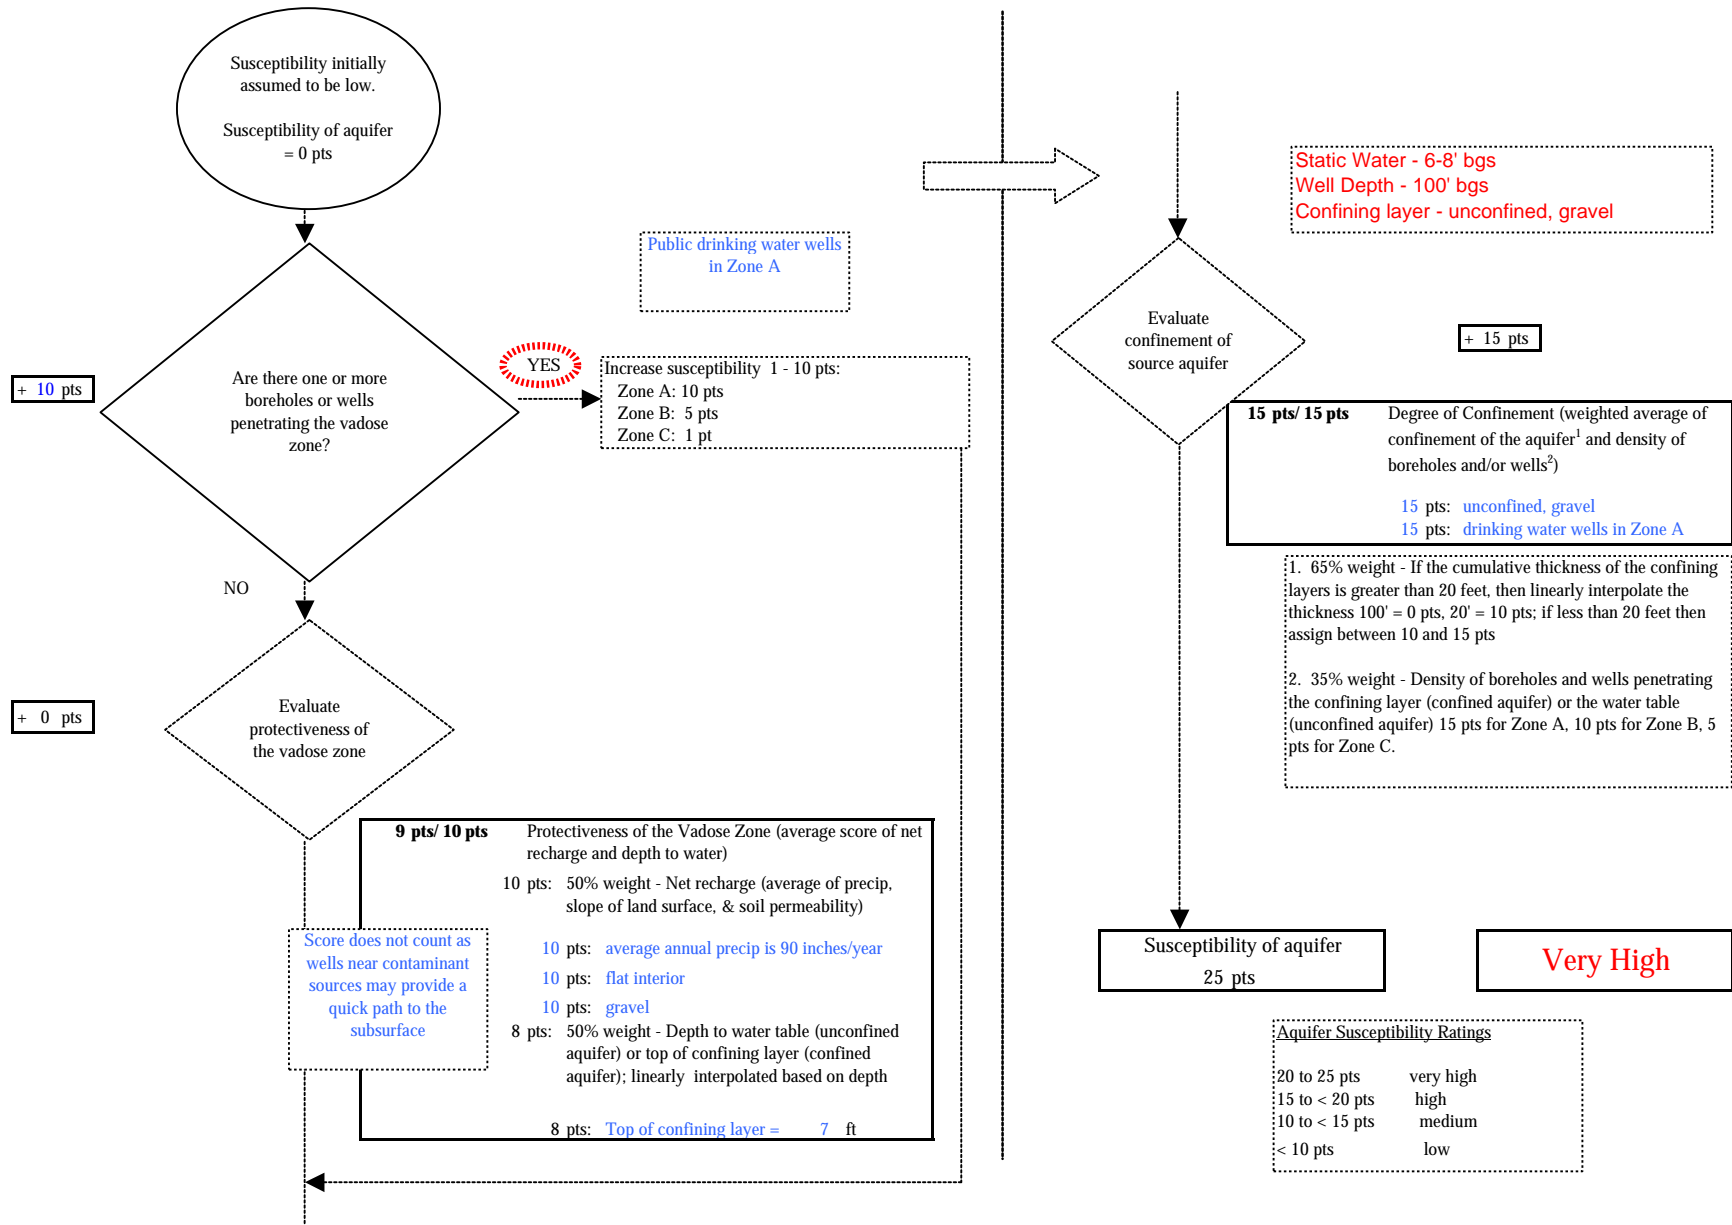 Susceptibility initially
assumed to be low.
Susceptibility of aquifer
= 0 pts
Public drinking water wells
in Zone A
+ 10 pts
Are there one or more
boreholes or wells
penetrating the vadose
zone?
YES
Increase susceptibility 1 - 10 pts:
Zone A: 10 pts
Zone B: 5 pts
Zone C: 1 pt
NO
+ 0 pts
Evaluate
protectiveness of
the vadose zone
9 pts/ 10 pts Protectiveness of the Vadose Zone (average score of net
recharge and depth to water)
10 pts: 50% weight - Net recharge (average of precip,
slope of land surface, & soil permeability)
10 pts: average annual precip is 90 inches/year
10 pts: flat interior
10 pts: gravel
8 pts: 50% weight - Depth to water table (unconfined
aquifer) or top of confining layer (confined
aquifer); linearly interpolated based on depth
8 pts: Top of confining layer = 7 ft
Score does not count as
wells near contaminant
sources may provide a
quick path to the
subsurface
Static Water - 6-8' bgs
Well Depth - 100' bgs
Confining layer - unconfined, gravel
Evaluate
confinement of
source aquifer
+ 15 pts
15 pts/ 15 pts Degree of Confinement (weighted average of
confinement of the aquifer1 and density of
boreholes and/or wells2)
15 pts: unconfined, gravel
15 pts: drinking water wells in Zone A
1. 65% weight - If the cumulative thickness of the confining
layers is greater than 20 feet, then linearly interpolate the
thickness 100' = 0 pts, 20' = 10 pts; if less than 20 feet then
assign between 10 and 15 pts
2. 35% weight - Density of boreholes and wells penetrating
the confining layer (confined aquifer) or the water table
(unconfined aquifer) 15 pts for Zone A, 10 pts for Zone B, 5
pts for Zone C.
Susceptibility of aquifer
25 pts
Very High
Aquifer Susceptibility Ratings
20 to 25 pts very high
15 to < 20 pts high
10 to < 15 pts medium
< 10 pts low